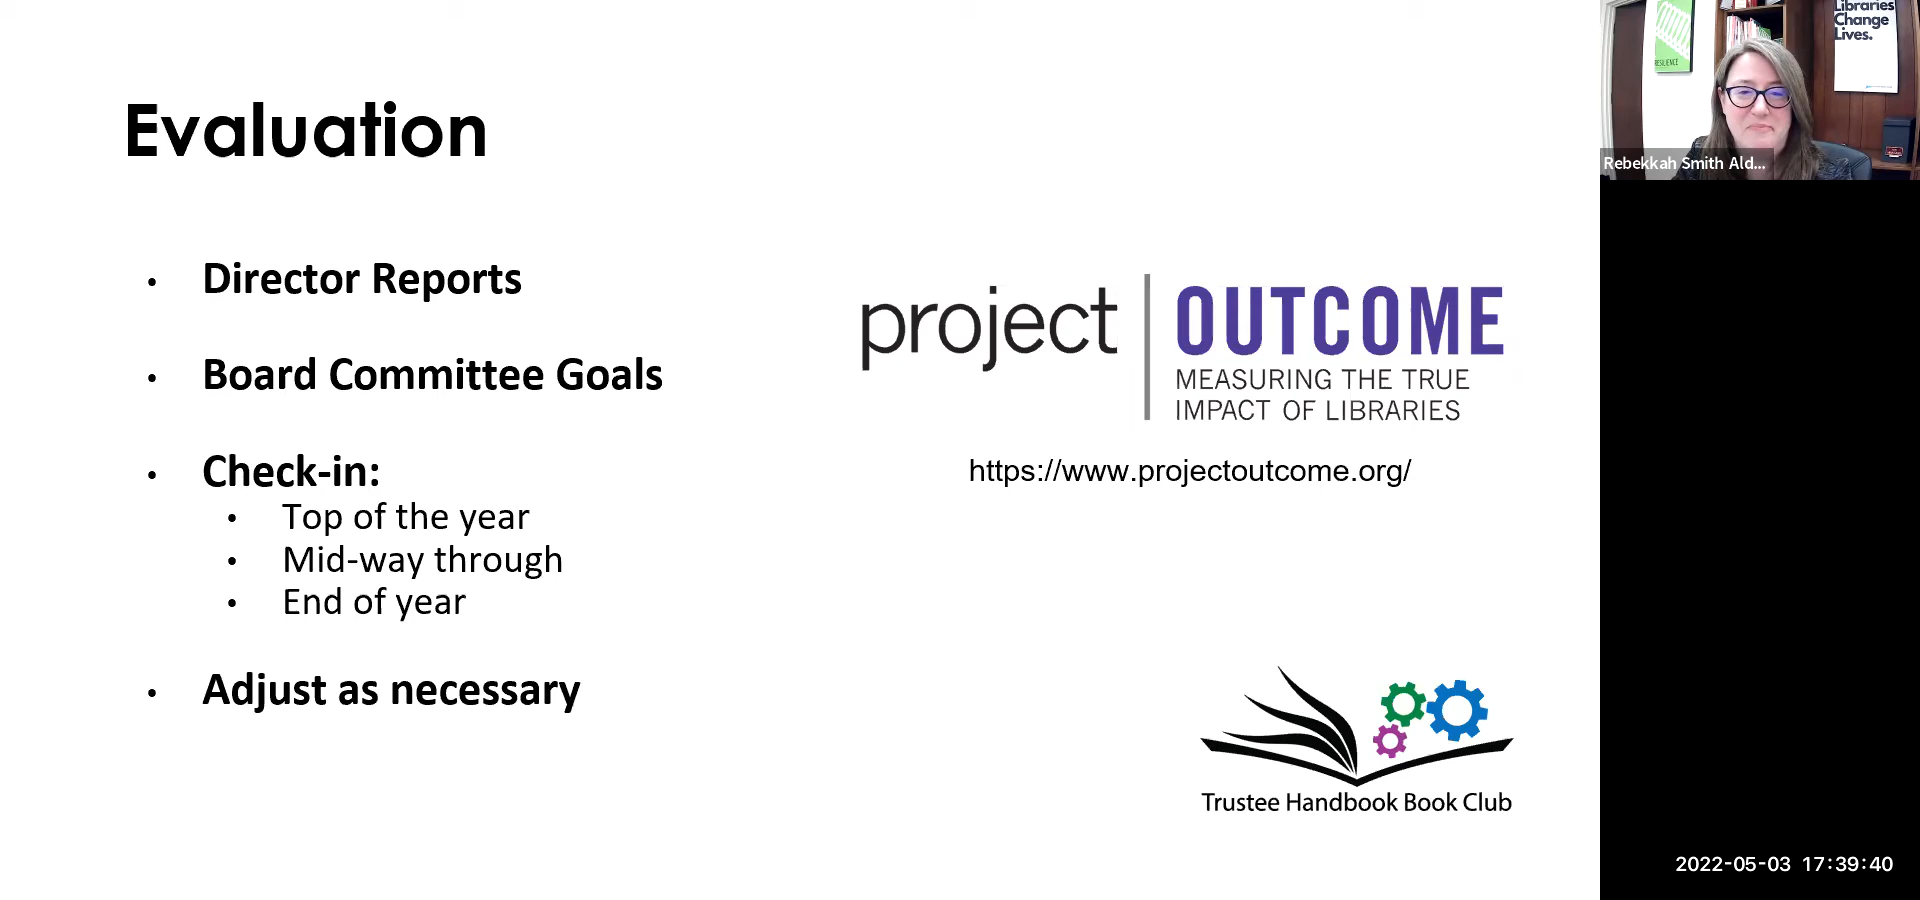 Evaluation
• Director Reports
• Board Committee Goals
• Check-in:
• Top of the year
• Mid-way through
• End of year
• Adjust as necessary
project
OUTCOME
MEASURING THE TRUE
IMPACT OF LIBRARIES
https://www.projectoutcome.org/
Trustee Handbook Book Club
RESILIENCE
Libraries
Change
Lives.
Rebekkah Smith Ald...
2022-05-03 17:39:40